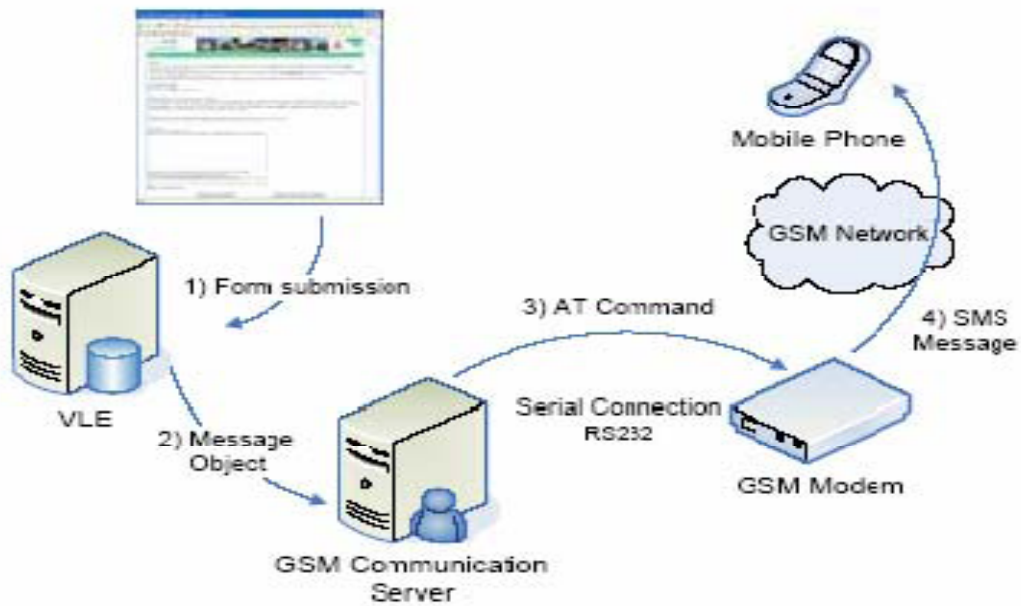 Mobile Phone
GSM Network
1) Form submission
3) AT Command
4) SMS
Message
VLE
2) Message
Object
Serial Connection
RS232
GSM Modem
GSM Communication
Server